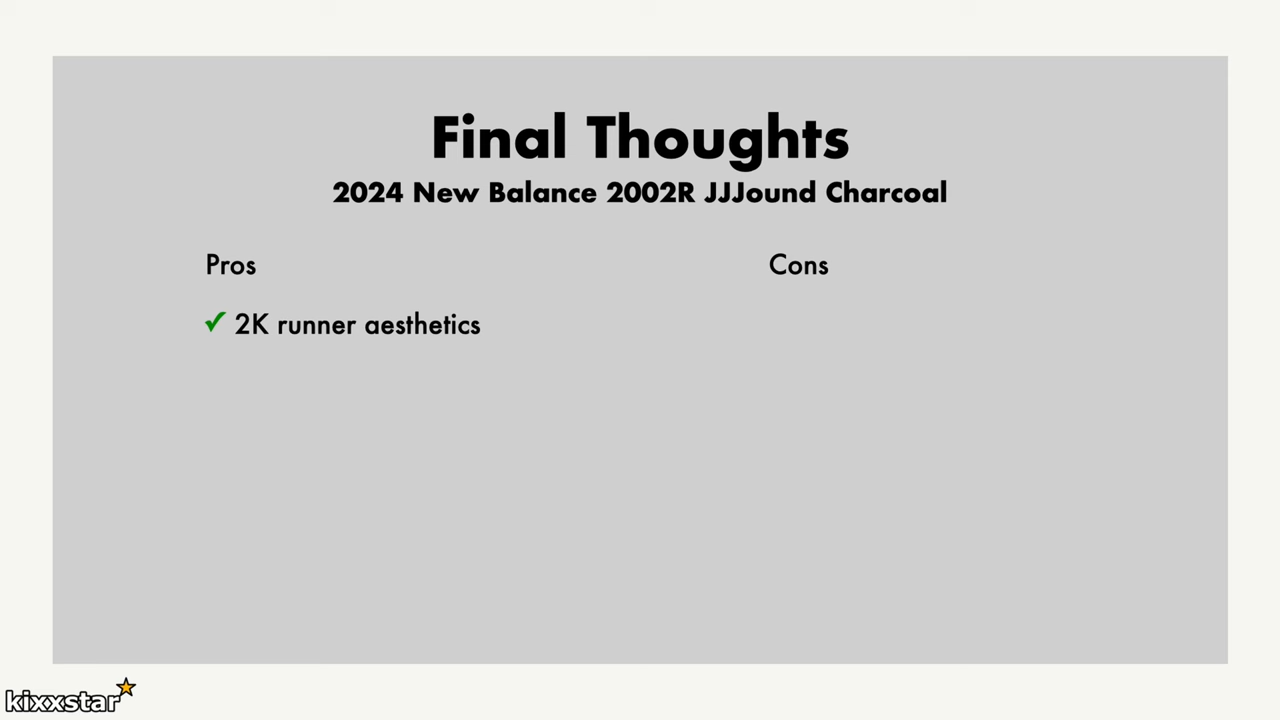 Final Thoughts
2024 New Balance 2002R JJJound Charcoal
Pros
Cons
✓ 2K runner aesthetics
kixxstar